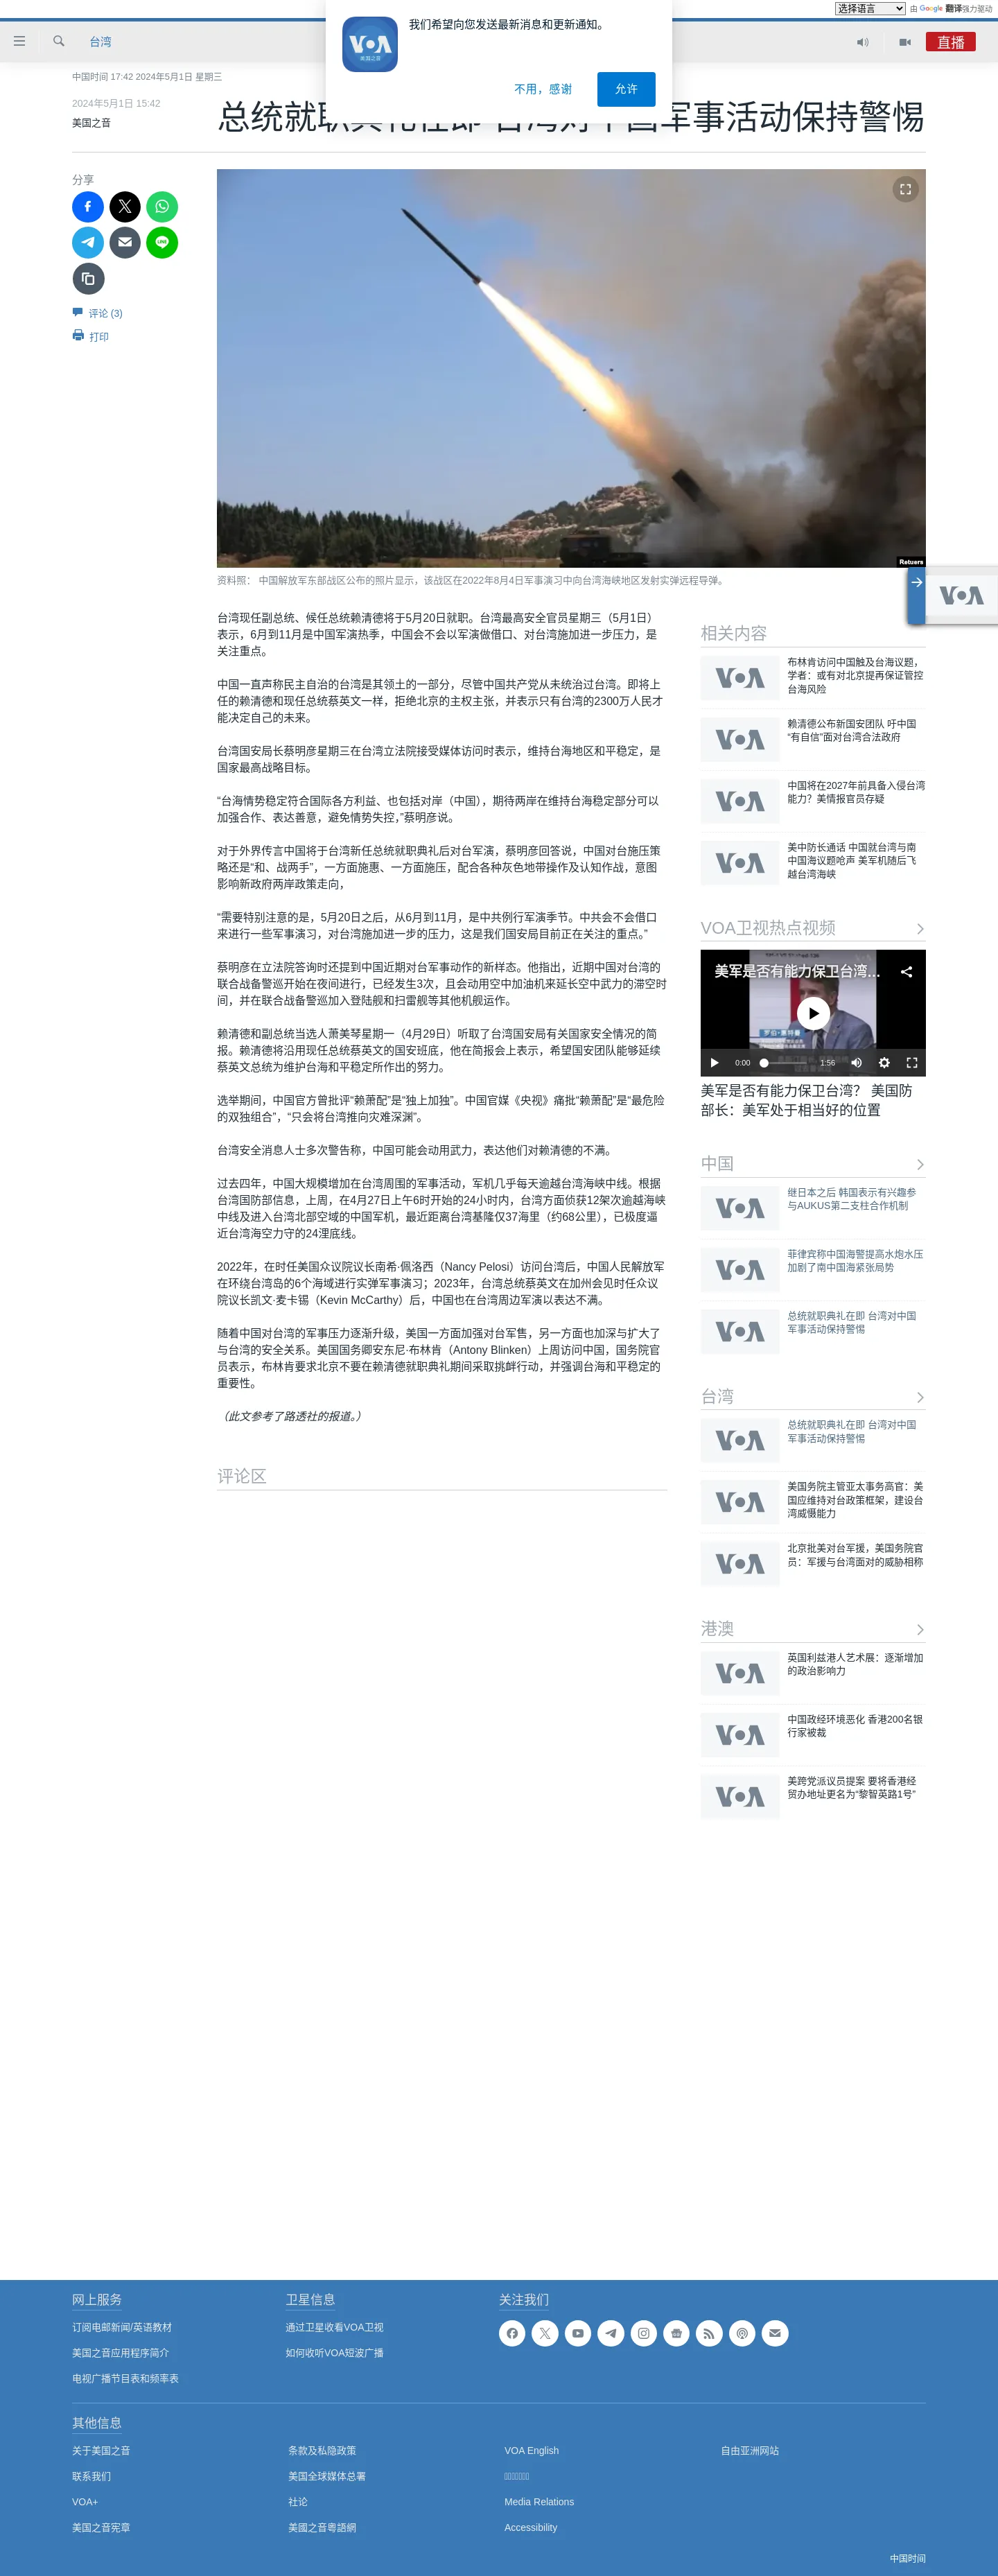 选择语言
由 Google 翻译强力驱动
台湾
直播
VOA
美国之音
我们希望向您发送最新消息和更新通知。
不用，感谢
允许
中国时间 17:42 2024年5月1日 星期三
2024年5月1日 15:42
美国之音
总统就职典礼在即 台湾对中国军事活动保持警惕
分享
LINE
评论 (3)
打印
Retuers
资料照： 中国解放军东部战区公布的照片显示，该战区在2022年8月4日军事演习中向台湾海峡地区发射实弹远程导弹。
VOA
台湾现任副总统、候任总统赖清德将于5月20日就职。台湾最高安全官员星期三（5月1日）
表示，6月到11月是中国军演热季，中国会不会以军演做借口、对台湾施加进一步压力，是
关注重点。
中国一直声称民主自治的台湾是其领土的一部分，尽管中国共产党从未统治过台湾。即将上
任的赖清德和现任总统蔡英文一样，拒绝北京的主权主张，并表示只有台湾的2300万人民才
能决定自己的未来。
台湾国安局长蔡明彦星期三在台湾立法院接受媒体访问时表示，维持台海地区和平稳定，是
国家最高战略目标。
“台海情势稳定符合国际各方利益、也包括对岸（中国），期待两岸在维持台海稳定部分可以
加强合作、表达善意，避免情势失控，”蔡明彦说。
对于外界传言中国将于台湾新任总统就职典礼后对台军演，蔡明彦回答说，中国对台施压策
略还是“和、战两手”，一方面施惠、一方面施压，配合各种灰色地带操作及认知作战，意图
影响新政府两岸政策走向，
“需要特别注意的是，5月20日之后，从6月到11月，是中共例行军演季节。中共会不会借口
来进行一些军事演习，对台湾施加进一步的压力，这是我们国安局目前正在关注的重点。”
蔡明彦在立法院答询时还提到中国近期对台军事动作的新样态。他指出，近期中国对台湾的
联合战备警巡开始在夜间进行，已经发生3次，且会动用空中加油机来延长空中武力的滞空时
间，并在联合战备警巡加入登陆舰和扫雷舰等其他机舰运作。
赖清德和副总统当选人萧美琴星期一（4月29日）听取了台湾国安局有关国家安全情况的简
报。赖清德将沿用现任总统蔡英文的国安班底，他在简报会上表示，希望国安团队能够延续
蔡英文总统为维护台海和平稳定所作出的努力。
选举期间，中国官方曾批评“赖萧配”是“独上加独”。中国官媒《央视》痛批“赖萧配”是“最危险
的双独组合”，“只会将台湾推向灾难深渊”。
台湾安全消息人士多次警告称，中国可能会动用武力，表达他们对赖清德的不满。
过去四年，中国大规模增加在台湾周围的军事活动，军机几乎每天逾越台湾海峡中线。根据
台湾国防部信息，上周，在4月27日上午6时开始的24小时内，台湾方面侦获12架次逾越海峡
中线及进入台湾北部空域的中国军机，最近距离台湾基隆仅37海里（约68公里），已极度逼
近台湾海空力守的24浬底线。
2022年，在时任美国众议院议长南希·佩洛西（Nancy Pelosi）访问台湾后，中国人民解放军
在环绕台湾岛的6个海域进行实弹军事演习；2023年，台湾总统蔡英文在加州会见时任众议
院议长凯文·麦卡锡（Kevin McCarthy）后，中国也在台湾周边军演以表达不满。
随着中国对台湾的军事压力逐渐升级，美国一方面加强对台军售，另一方面也加深与扩大了
与台湾的安全关系。美国国务卿安东尼·布林肯（Antony Blinken）上周访问中国，国务院官
员表示，布林肯要求北京不要在赖清德就职典礼期间采取挑衅行动，并强调台海和平稳定的
重要性。
（此文参考了路透社的报道。）
评论区
相关内容
VOA
布林肯访问中国触及台海议题，
学者：或有对北京提再保证管控
台海风险
VOA
赖清德公布新国安团队 吁中国
“有自信”面对台湾合法政府
VOA
中国将在2027年前具备入侵台湾
能力？美情报官员存疑
VOA
美中防长通话 中国就台湾与南
中国海议题呛声 美军机随后飞
越台湾海峡
VOA卫视热点视频
美军是否有能力保卫台湾…
罗伯·惠特曼
0:00
1:56
美军是否有能力保卫台湾？ 美国防
部长：美军处于相当好的位置
中国
VOA
继日本之后 韩国表示有兴趣参
与AUKUS第二支柱合作机制
VOA
菲律宾称中国海警提高水炮水压
加剧了南中国海紧张局势
VOA
总统就职典礼在即 台湾对中国
军事活动保持警惕
台湾
VOA
总统就职典礼在即 台湾对中国
军事活动保持警惕
VOA
美国务院主管亚太事务高官：美
国应维持对台政策框架，建设台
湾威慑能力
VOA
北京批美对台军援，美国务院官
员：军援与台湾面对的威胁相称
港澳
VOA
英国利兹港人艺术展：逐渐增加
的政治影响力
VOA
中国政经环境恶化 香港200名银
行家被裁
VOA
美跨党派议员提案 要将香港经
贸办地址更名为“黎智英路1号”
网上服务
订阅电邮新闻/英语教材
美国之音应用程序简介
电视广播节目表和频率表
卫星信息
通过卫星收看VOA卫视
如何收听VOA短波广播
关注我们
其他信息
关于美国之音
条款及私隐政策
VOA English
自由亚洲网站
联系我们
美国全球媒体总署
VOA+
社论
Media Relations
美国之音宪章
美國之音粵語網
Accessibility
中国时间